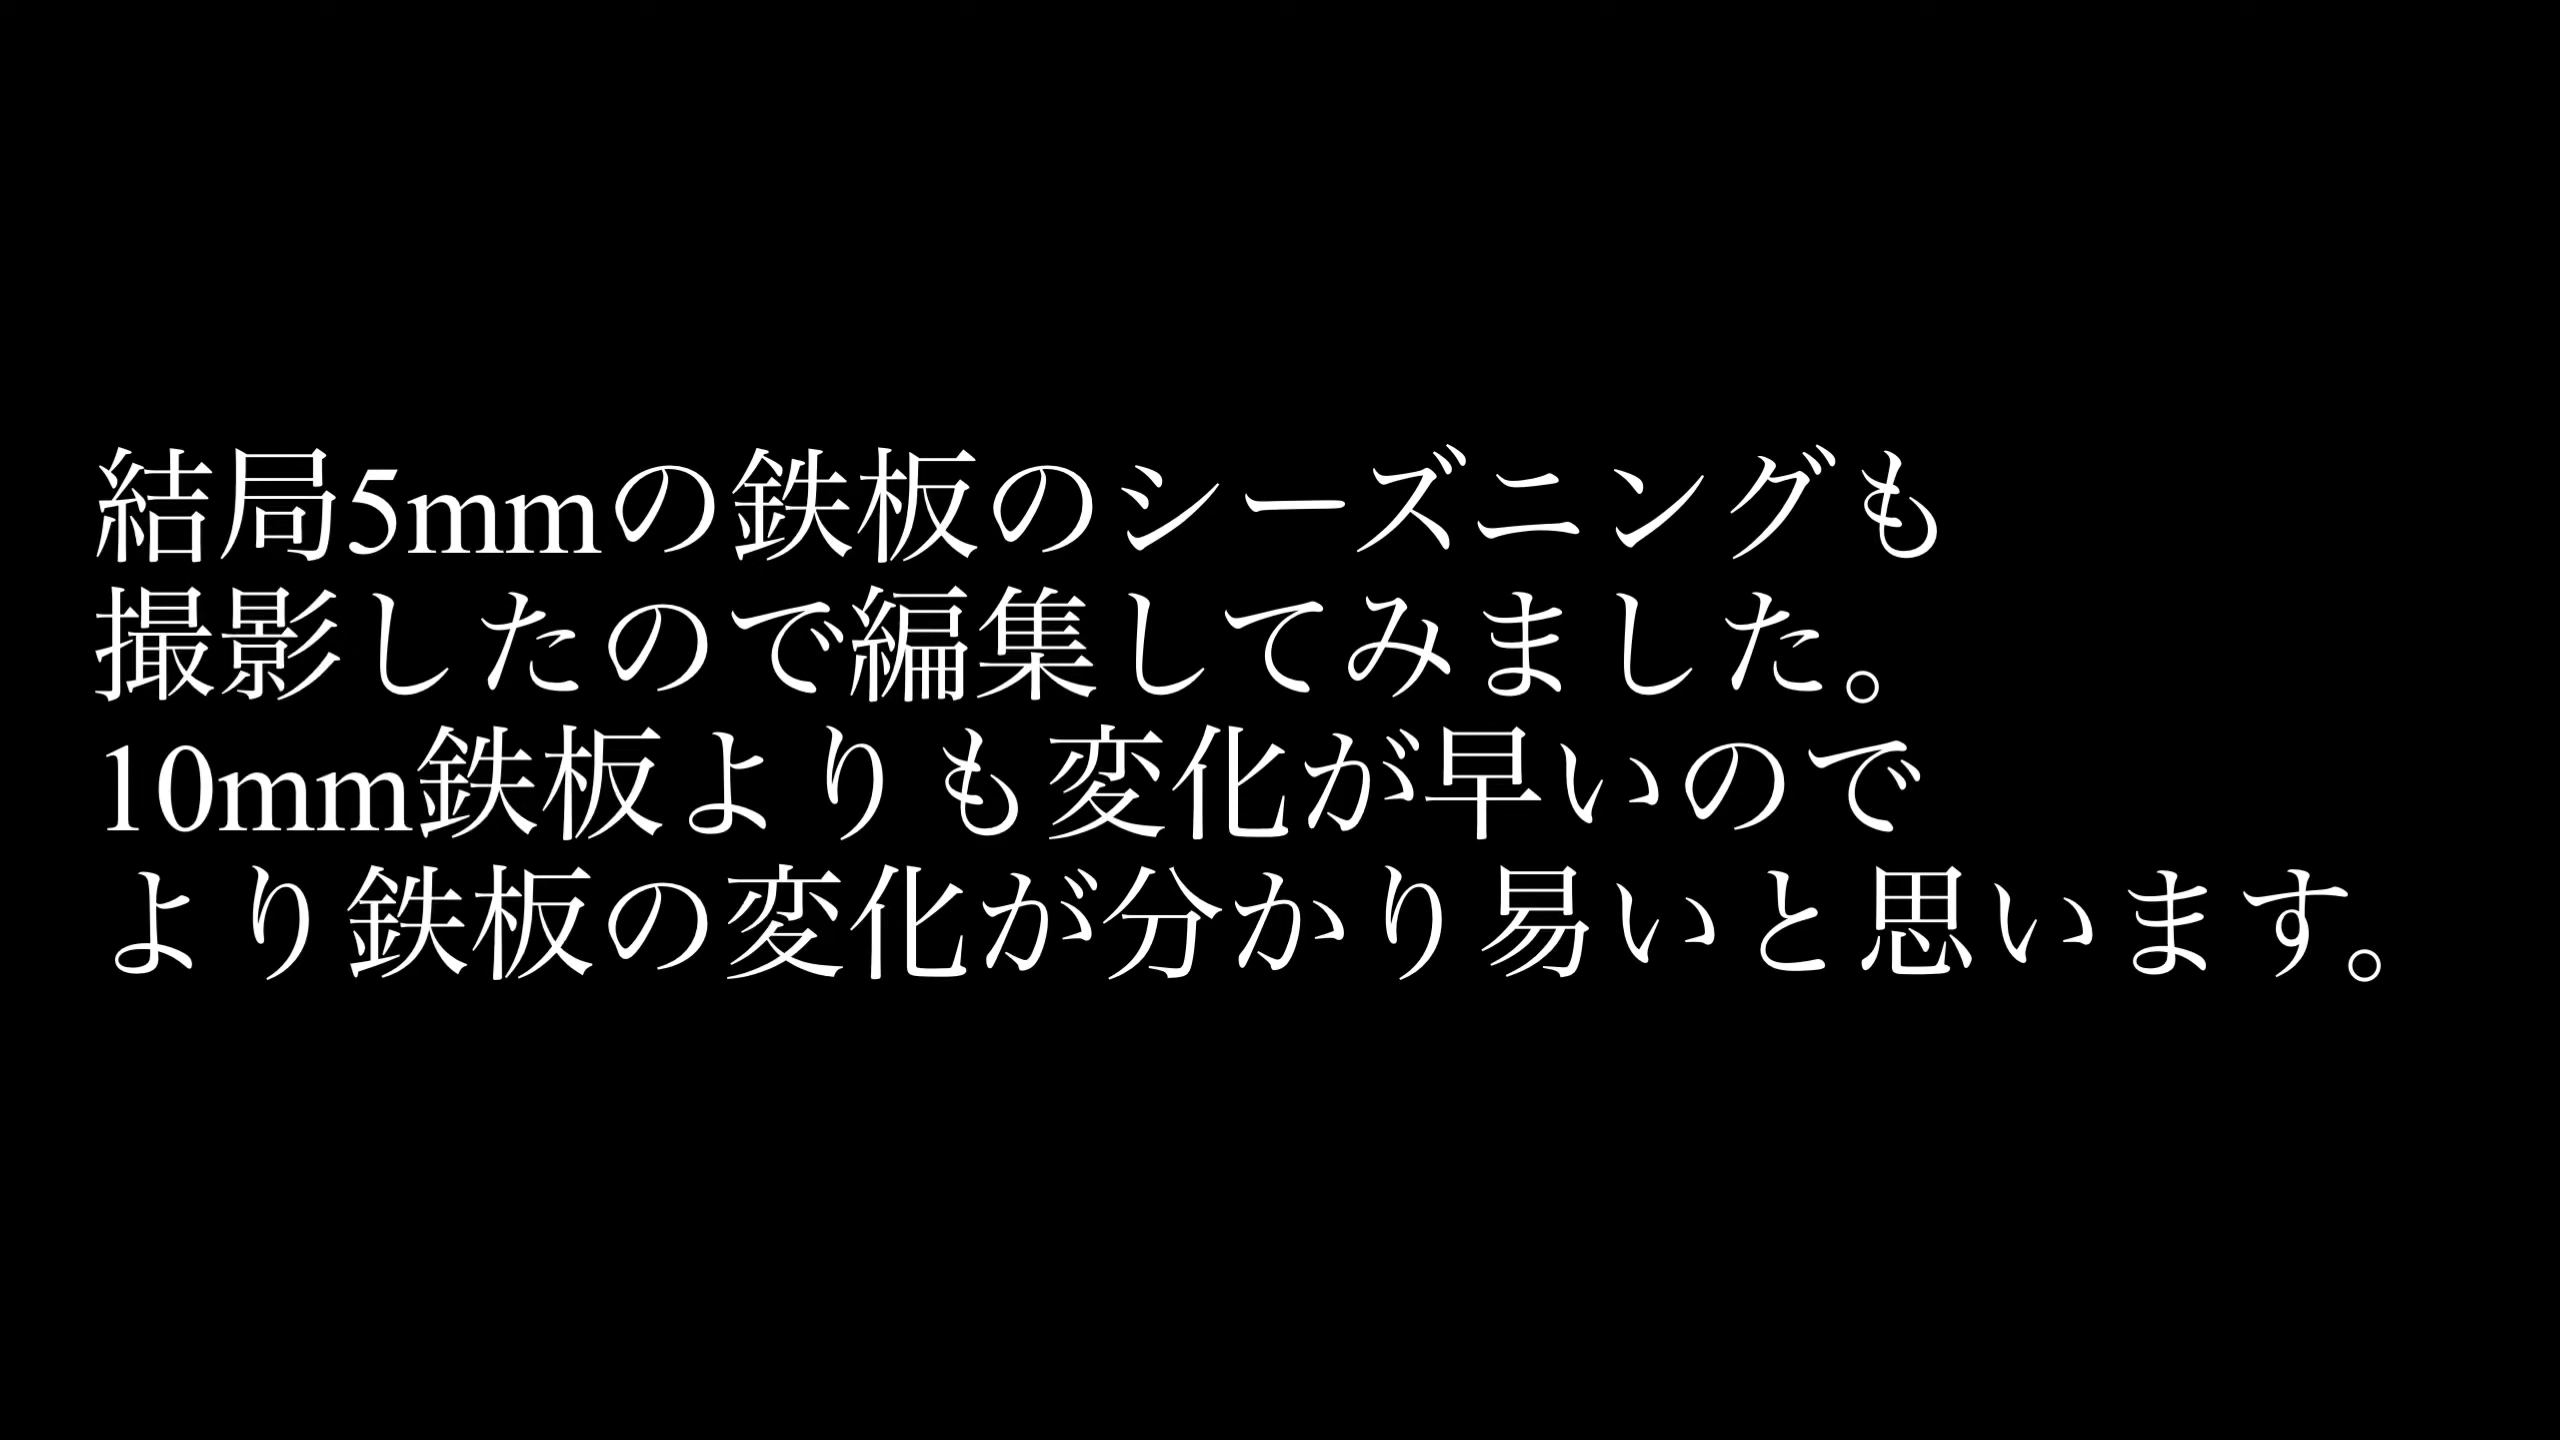 結局5mmの鉄板のシーズニングも
撮影したので編集してみました。
10mm鉄板よりも変化が早いので
より鉄板の変化が分かり易いと思います。